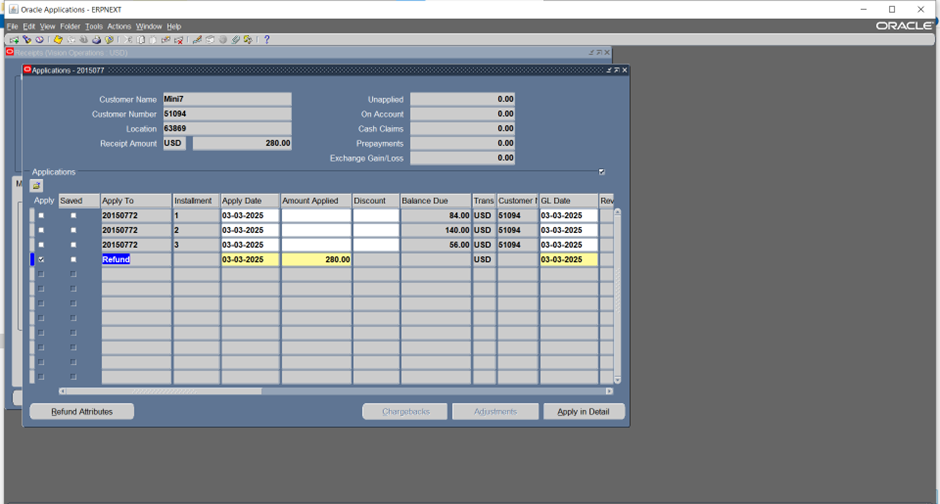 Oracle Applications - ERPNEXT
File Edit View Folder Tools Actions Window Help
ORACLE
Receipts (Vision Operations : USD)
Applications - 2015077
Customer Name Mini7 Unapplied 0.00
Customer Number 51094 On Account 0.00
Location 63869 Cash Claims 0.00
Receipt Amount USD 280.00 Prepayments 0.00
Exchange Gain/Loss 0.00
Applications
M
Apply Saved Apply To Installment Apply Date Amount Applied Discount Balance Due Trans Customer GL Date Rev
20150772 1 03-03-2025 84.00 USD 51094 03-03-2025
20150772 2 03-03-2025 140.00 USD 51094 03-03-2025
20150772 3 03-03-2025 56.00 USD 51094 03-03-2025
Refund 03-03-2025 280.00 USD 03-03-2025
Refund Attributes Chargebacks Adjustments Apply in Detail